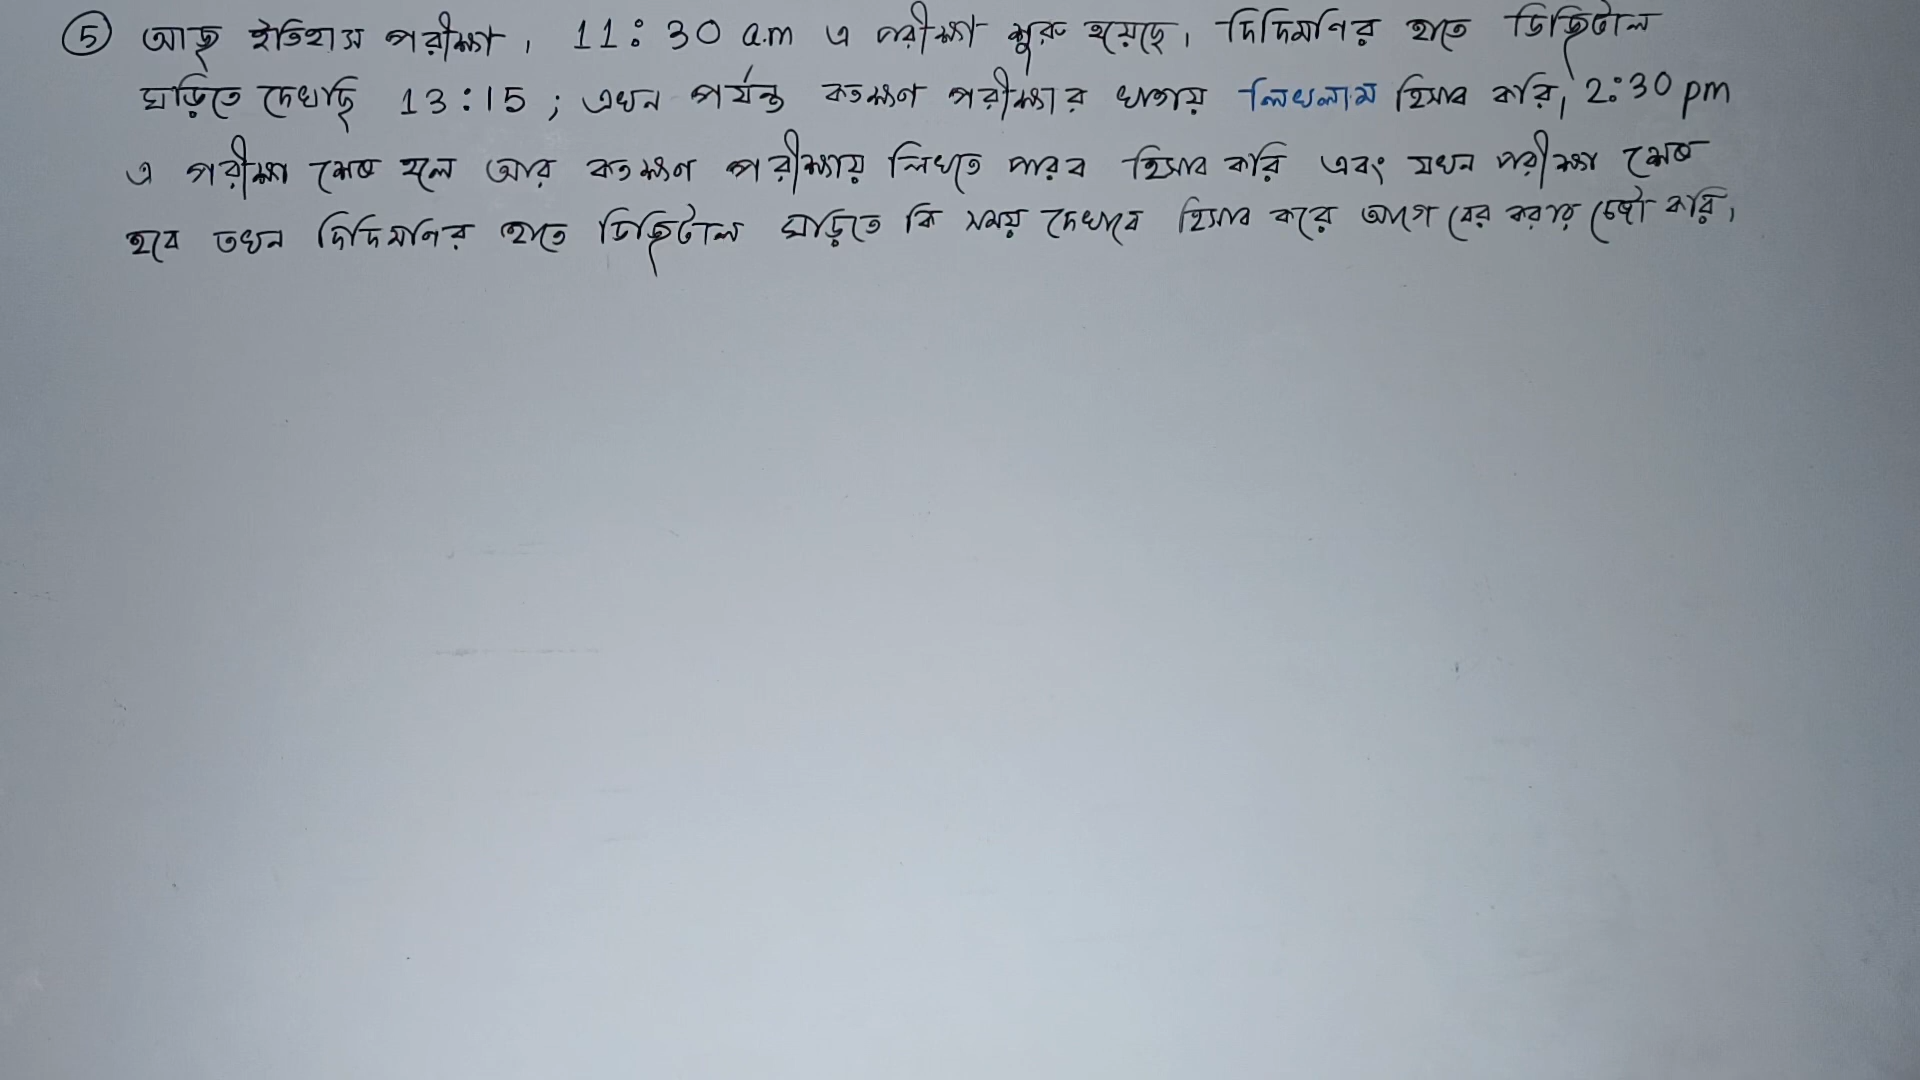 ⑤ আজ ইতিহাস পরীক্ষা। 11:30 a.m এ পরীক্ষা শুরু হয়েছে। দিদিমণির হাতে ডিজিটাল
ঘড়িতে দেখছি 13:15; এখন পর্যন্ত কতক্ষণ পরীক্ষার খাতায় লিখলাম হিসাব করি। 2:30 pm
এ পরীক্ষা শেষ হলে আর কতক্ষণ পরীক্ষায় লিখতে পারব হিসাব করি এবং যখন পরীক্ষা শেষ
হবে তখন দিদিমণির হাতে ডিজিটাল ঘড়িতে কি সময় দেখাবে হিসাব করে আগে বের করার চেষ্টা করি।